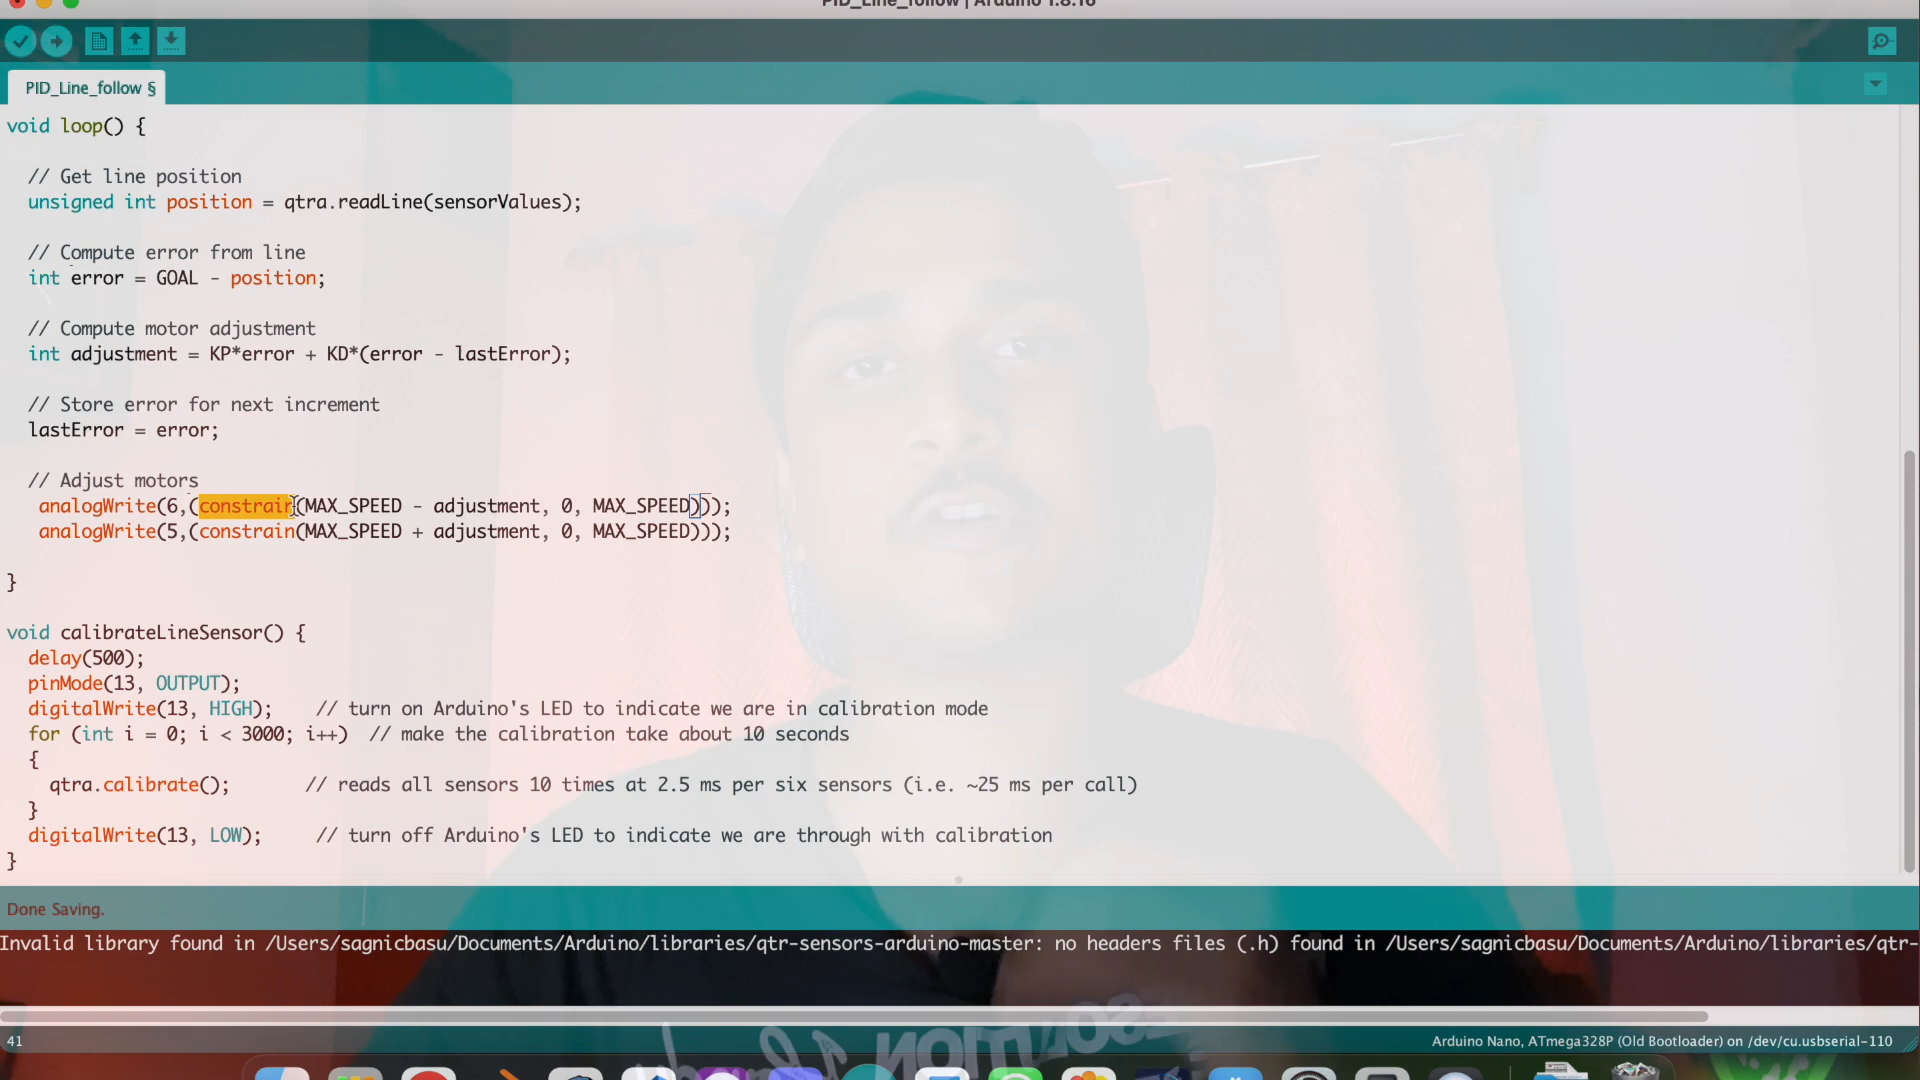 PID_Line_follow | Arduino 1.8.16
PID_Line_follow §
void loop() {
// Get line position
unsigned int position = qtra.readLine(sensorValues);
// Compute error from line
int error = GOAL - position;
// Compute motor adjustment
int adjustment = KP*error + KD*(error - lastError);
// Store error for next increment
lastError = error;
// Adjust motors
analogWrite(6,(constrain(MAX_SPEED - adjustment, 0, MAX_SPEED)));
analogWrite(5,(constrain(MAX_SPEED + adjustment, 0, MAX_SPEED)));
}
void calibrateLineSensor() {
delay(500);
pinMode(13, OUTPUT);
digitalWrite(13, HIGH); // turn on Arduino's LED to indicate we are in calibration mode
for (int i = 0; i < 3000; i++) // make the calibration take about 10 seconds
{
qtra.calibrate(); // reads all sensors 10 times at 2.5 ms per six sensors (i.e. ~25 ms per call)
}
digitalWrite(13, LOW); // turn off Arduino's LED to indicate we are through with calibration
}
Done Saving.
Invalid library found in /Users/sagnicbasu/Documents/Arduino/libraries/qtr-sensors-arduino-master: no headers files (.h) found in /Users/sagnicbasu/Documents/Arduino/libraries/qtr-
41
Arduino Nano, ATmega328P (Old Bootloader) on /dev/cu.usbserial-110